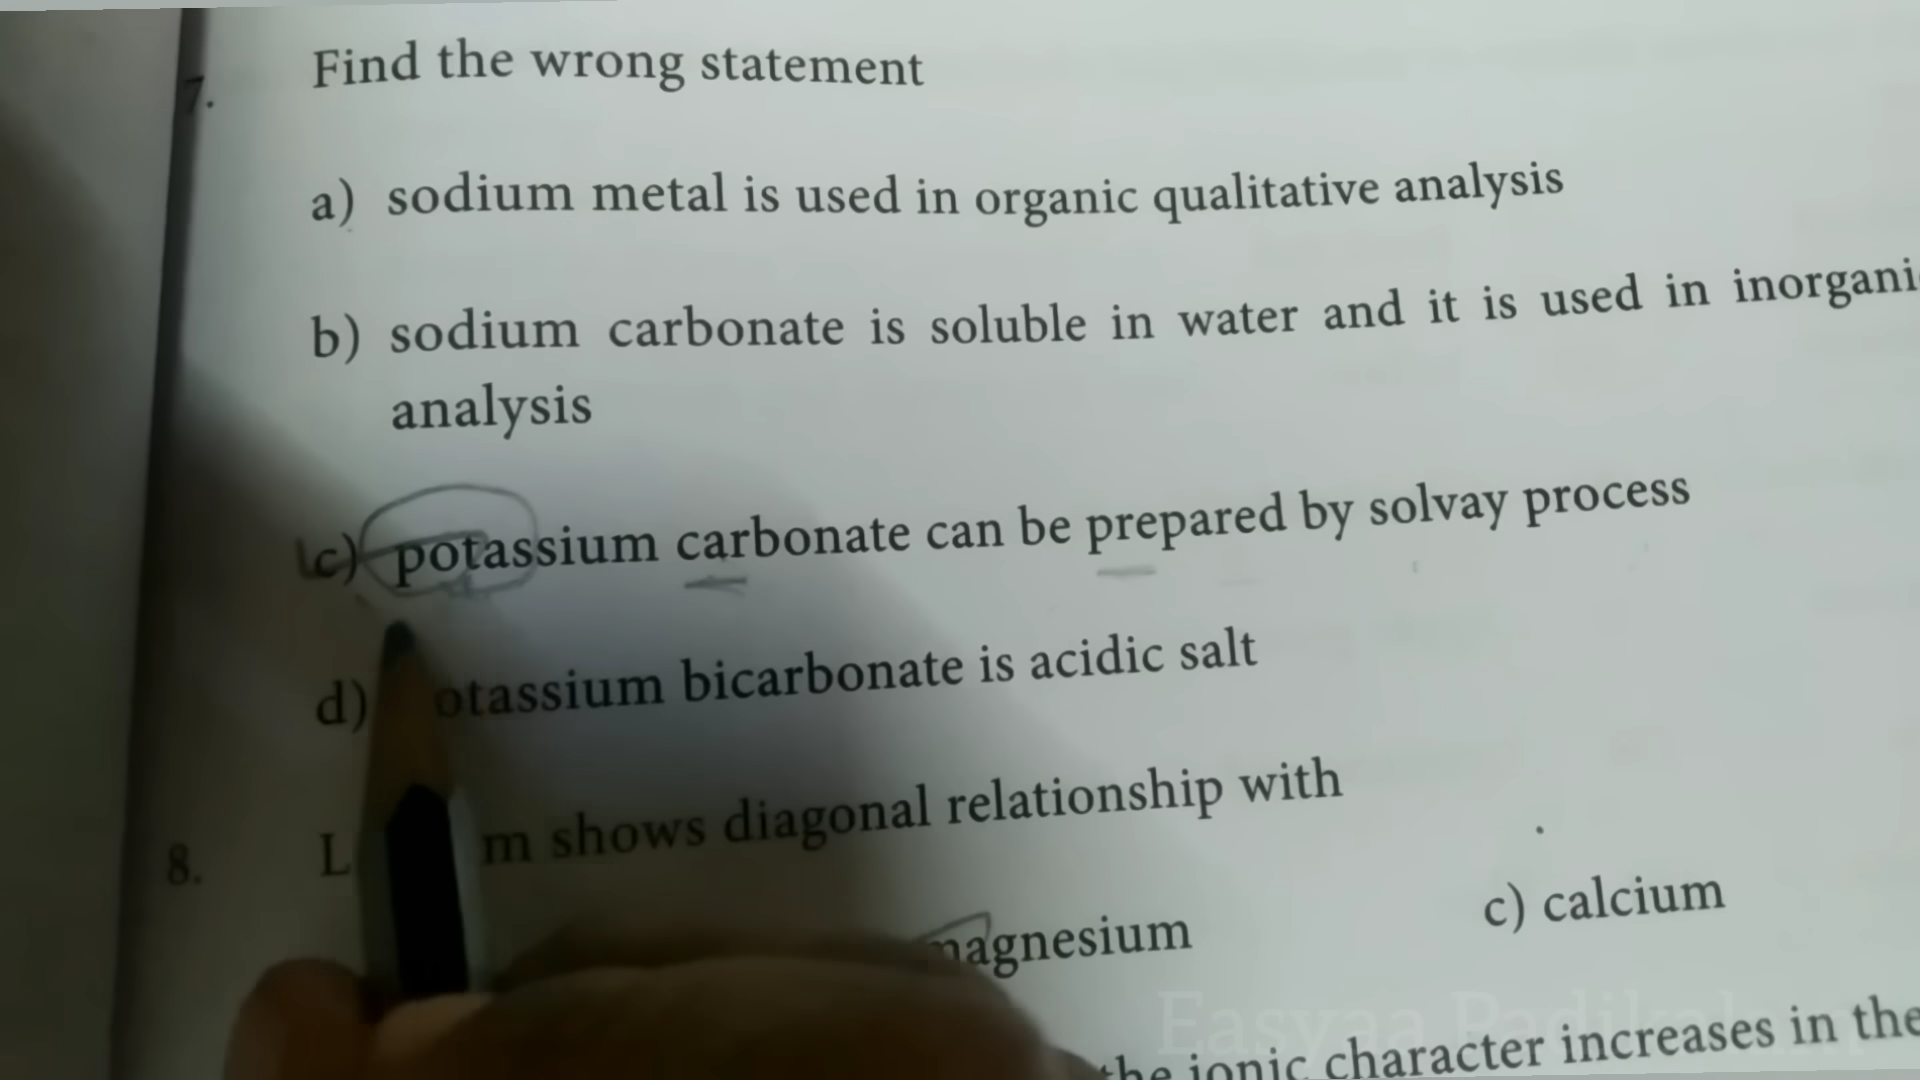 7. Find the wrong statement
a) sodium metal is used in organic qualitative analysis
b) sodium carbonate is soluble in water and it is used in inorgani
analysis
c) potassium carbonate can be prepared by solvay process
d) otassium bicarbonate is acidic salt
8. L m shows diagonal relationship with
magnesium c) calcium
the ionic character increases in the